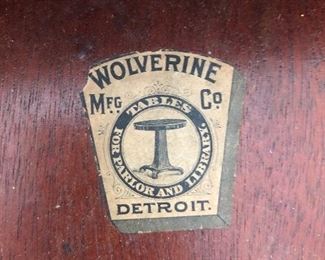 WOLVERINE
MFG Co
TABLES
FOR PARLOR AND LIBRARY.
DETROIT.